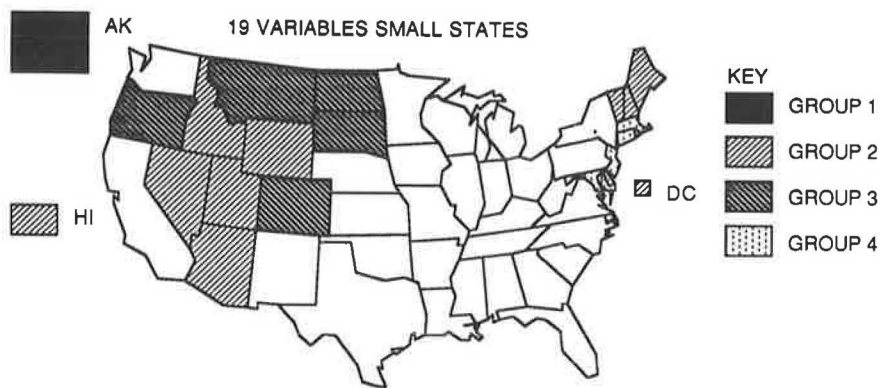 AK
19 VARIABLES SMALL STATES
KEY
GROUP 1
GROUP 2
GROUP 3
GROUP 4
DC
HI